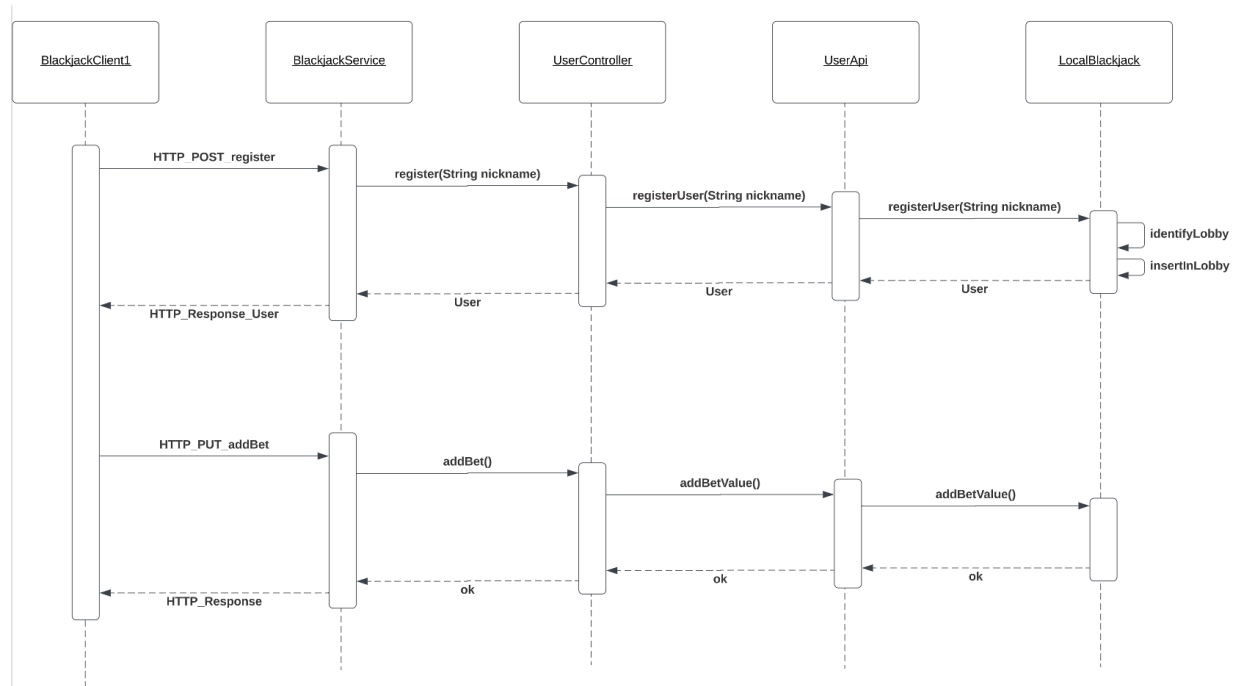 BlackjackClient1
BlackjackService
UserController
UserApi
LocalBlackjack
HTTP_POST_register
register(String nickname)
registerUser(String nickname)
registerUser(String nickname)
identifyLobby
insertInLobby
User
User
User
HTTP_Response_User
HTTP_PUT_addBet
addBet()
addBetValue()
addBetValue()
ok
ok
ok
HTTP_Response